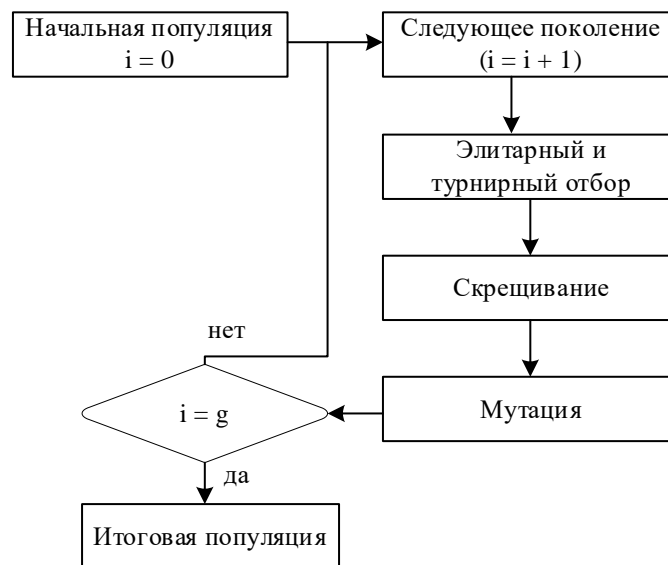 Начальная популяция
i = 0
Следующее поколение
(i = i + 1)
Элитарный и
турнирный отбор
Скрещивание
Мутация
нет
i = g
да
Итоговая популяция